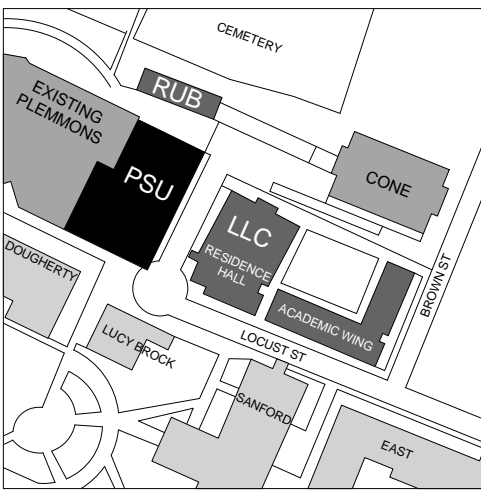 CEMETERY
RUB
EXISTING
PLEMMONS
PSU
CONE
LLC
RESIDENCE
HALL
ACADEMIC WING
BROWN ST
DOUGHERTY
LUCY BROCK
LOCUST ST
SANFORD
EAST